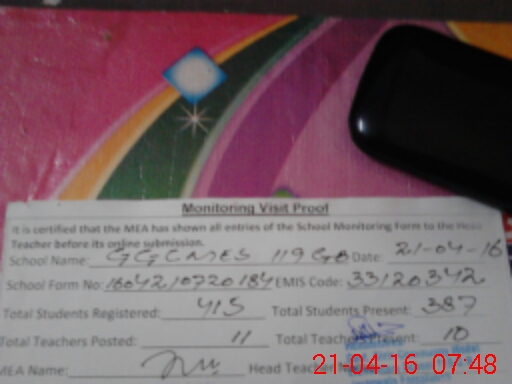 Monitoring Visit Proof
It is certified that the MEA has shown all entries of the School Monitoring Form to the Head
Teacher before its online submission.
School Name: GGCMES 119 GB Date: 21-04-16
School Form No: 1604210720184 EMIS Code: 33120342
Total Students Registered: 415 Total Students Present: 387
Total Teachers Posted: 11 Total Teachers Present: 10
MEA Name: Head Teacher
21-04-16 07:48